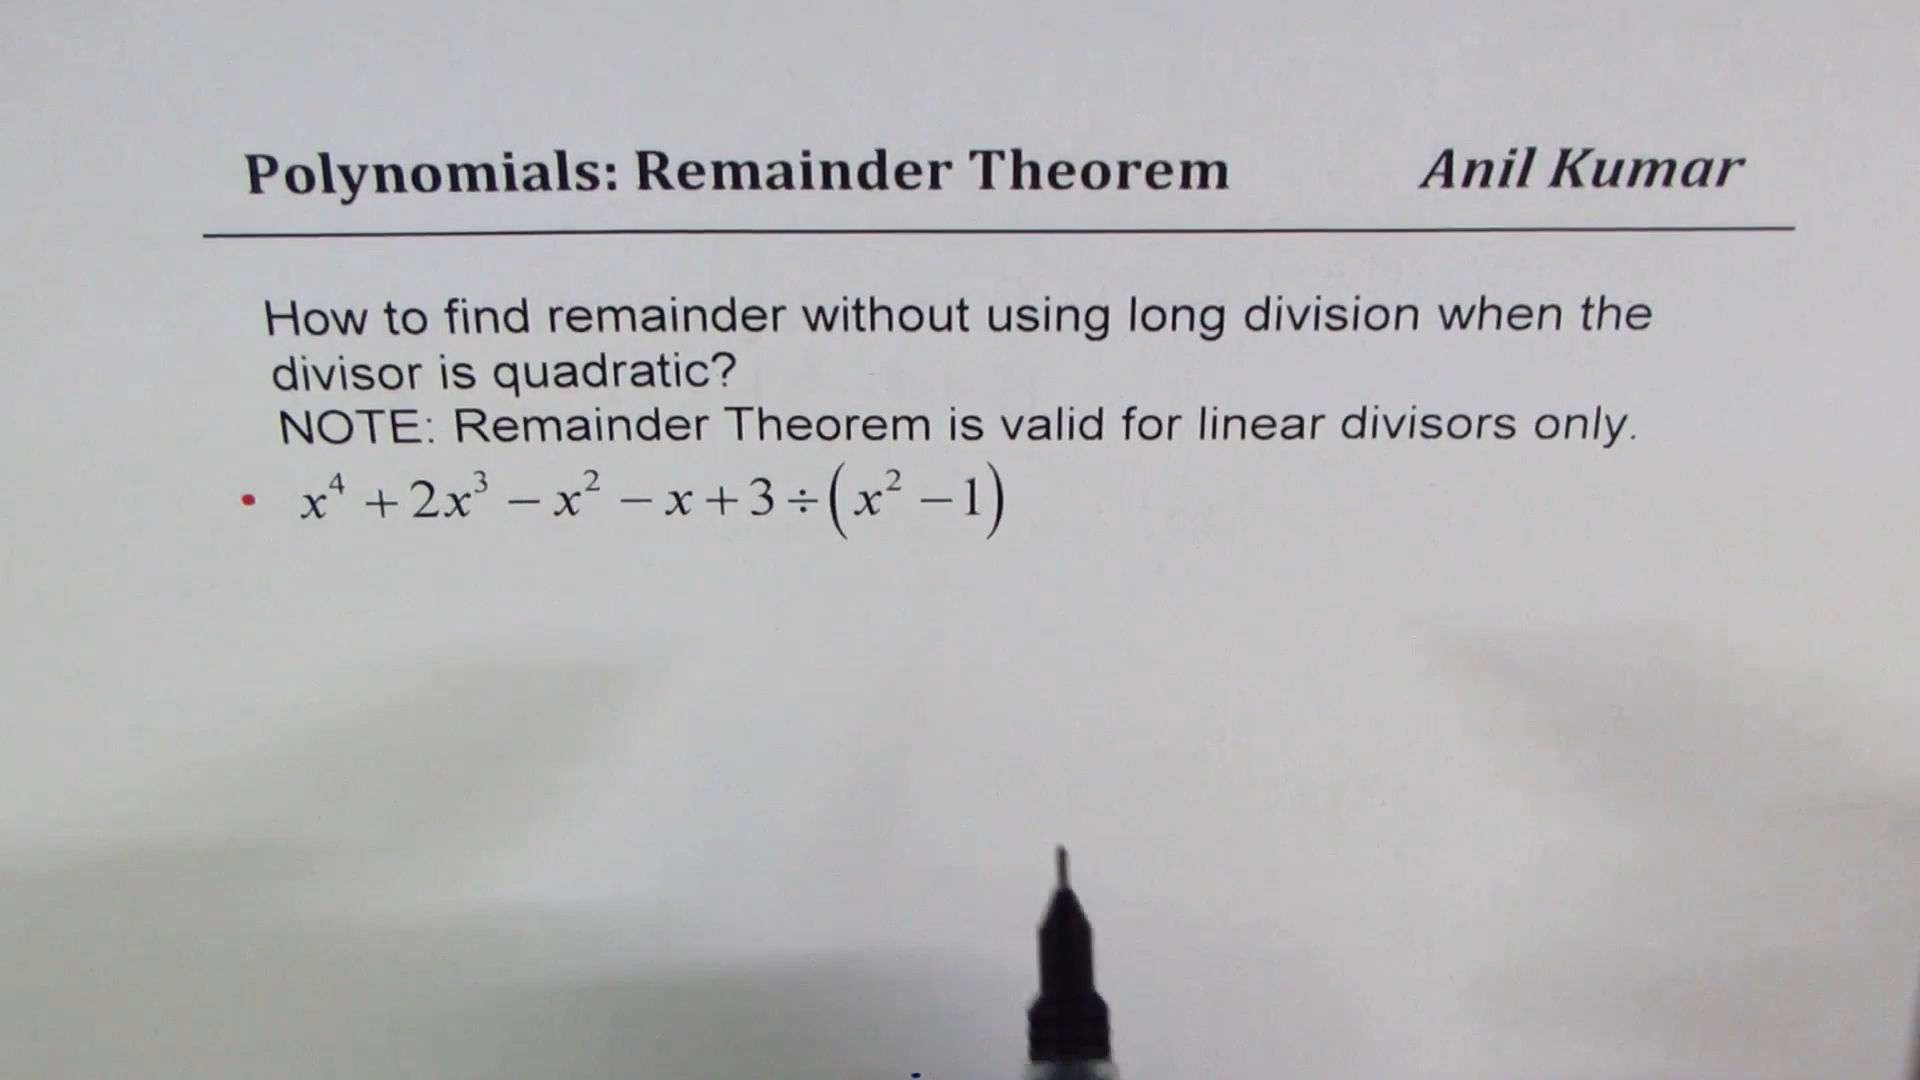 Polynomials: Remainder Theorem Anil Kumar
How to find remainder without using long division when the
divisor is quadratic?
NOTE: Remainder Theorem is valid for linear divisors only.
• x⁴ + 2x³ − x² − x + 3 ÷ (x² − 1)